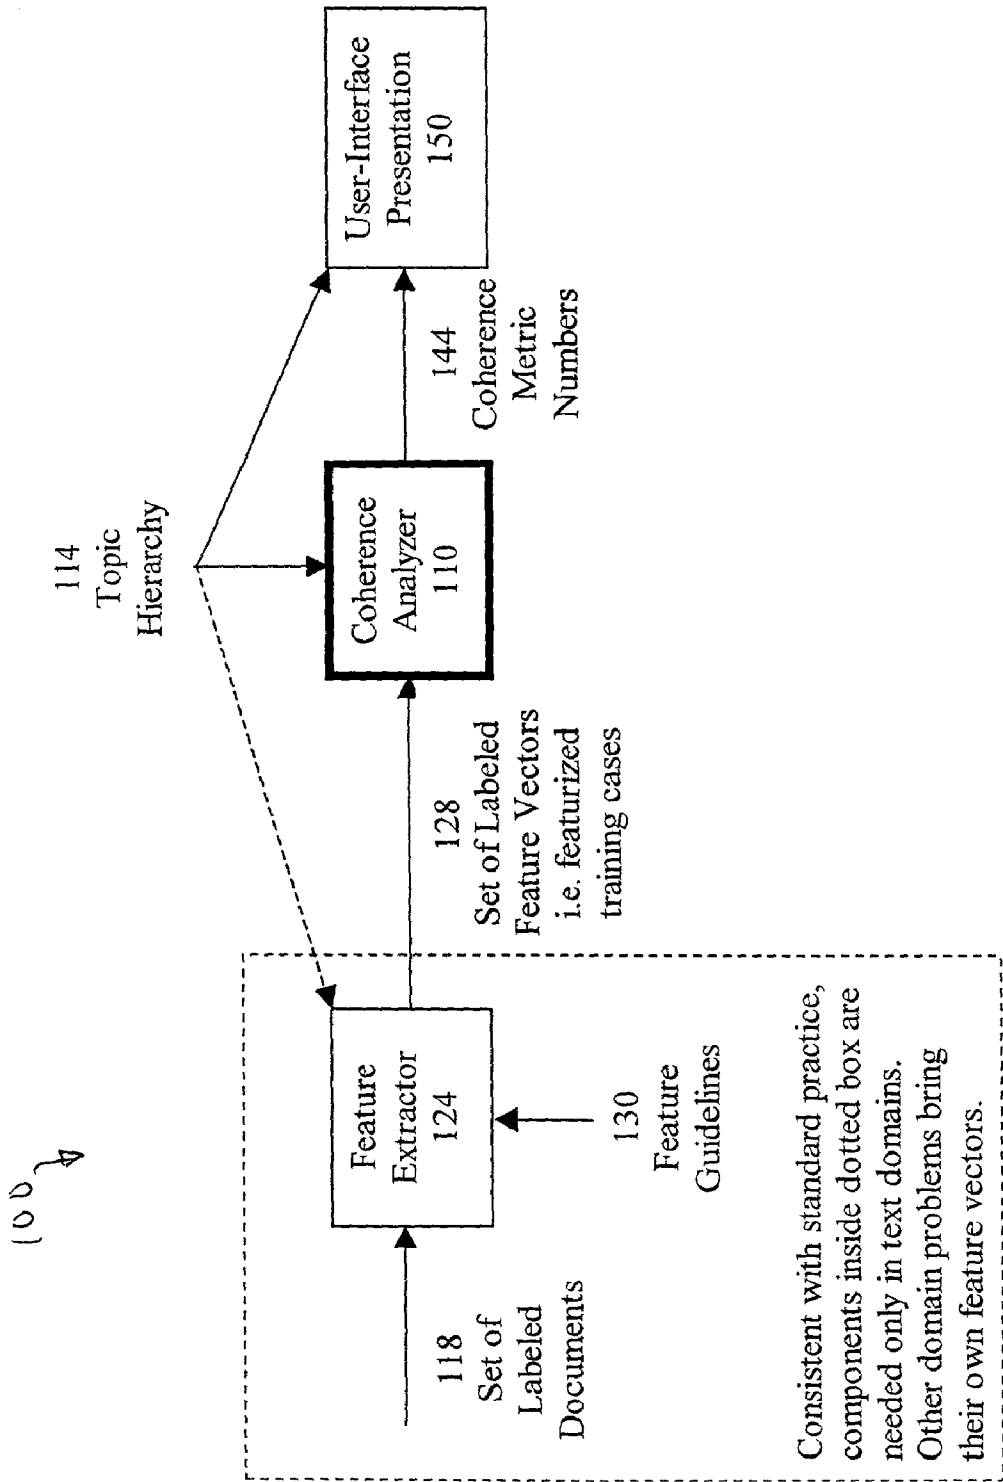 100
114
Topic
Hierarchy
118
Set of
Labeled
Documents
Feature
Extractor
124
130
Feature
Guidelines
128
Set of Labeled
Feature Vectors
i.e. featurized
training cases
Coherence
Analyzer
110
144
Coherence
Metric
Numbers
User-Interface
Presentation
150
Consistent with standard practice,
components inside dotted box are
needed only in text domains.
Other domain problems bring
their own feature vectors.